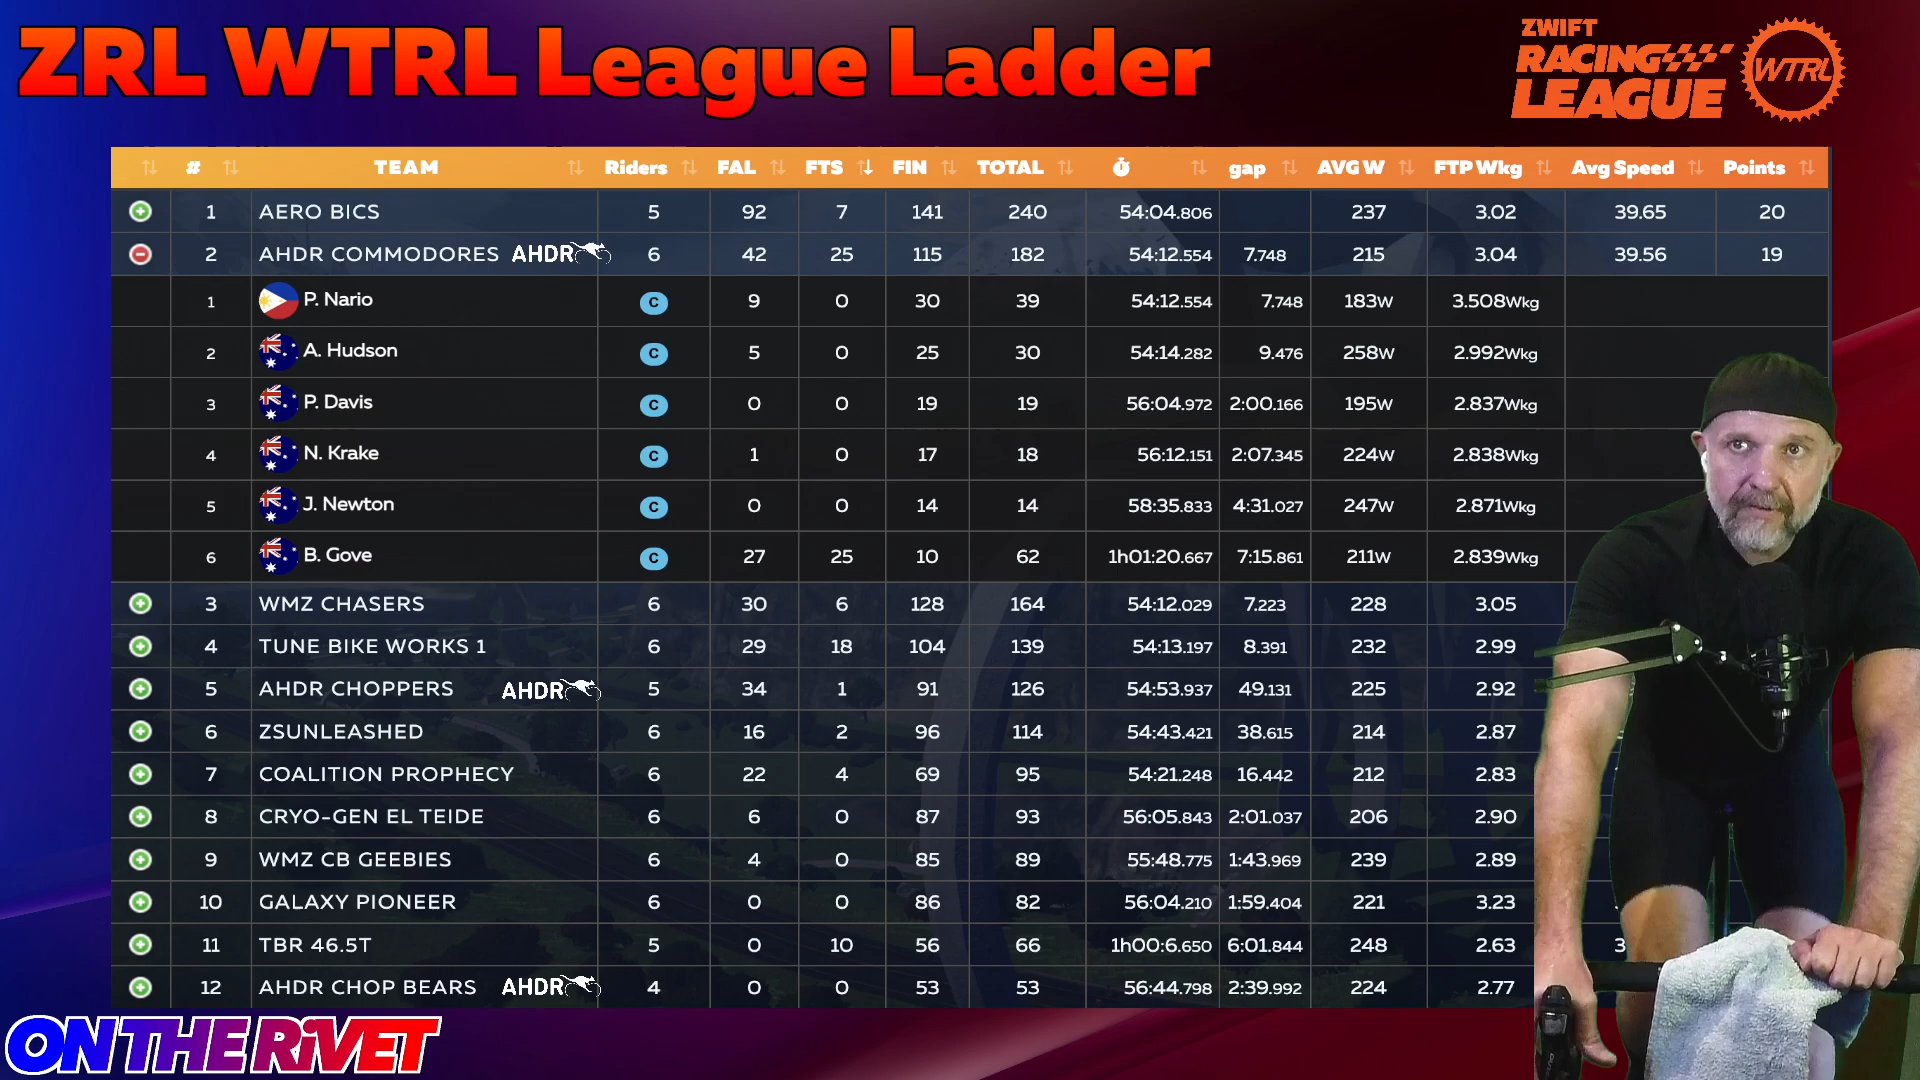 ZRL WTRL League Ladder
ZWIFT
RACING
LEAGUE
WTRL
# TEAM Riders FAL FTS FIN TOTAL gap AVG W FTP Wkg Avg Speed Points
1 AERO BICS 5 92 7 141 240 54:04.806 237 3.02 39.65 20
2 AHDR COMMODORES AHDR 6 42 25 115 182 54:12.554 7.748 215 3.04 39.56 19
1 P. Nario C 9 0 30 39 54:12.554 7.748 183W 3.508Wkg
2 A. Hudson C 5 0 25 30 54:14.282 9.476 258W 2.992Wkg
3 P. Davis C 0 0 19 19 56:04.972 2:00.166 195W 2.837Wkg
4 N. Krake C 1 0 17 18 56:12.151 2:07.345 224W 2.838Wkg
5 J. Newton C 0 0 14 14 58:35.833 4:31.027 247W 2.871Wkg
6 B. Gove C 27 25 10 62 1h01:20.667 7:15.861 211W 2.839Wkg
3 WMZ CHASERS 6 30 6 128 164 54:12.029 7.223 228 3.05
4 TUNE BIKE WORKS 1 6 29 18 104 139 54:13.197 8.391 232 2.99
5 AHDR CHOPPERS AHDR 5 34 1 91 126 54:53.937 49.131 225 2.92
6 ZSUNLEASHED 6 16 2 96 114 54:43.421 38.615 214 2.87
7 COALITION PROPHECY 6 22 4 69 95 54:21.248 16.442 212 2.83
8 CRYO-GEN EL TEIDE 6 6 0 87 93 56:05.843 2:01.037 206 2.90
9 WMZ CB GEEBIES 6 4 0 85 89 55:48.775 1:43.969 239 2.89
10 GALAXY PIONEER 6 0 0 86 82 56:04.210 1:59.404 221 3.23
11 TBR 46.5T 5 0 10 56 66 1h00:6.650 6:01.844 248 2.63 3
12 AHDR CHOP BEARS AHDR 4 0 0 53 53 56:44.798 2:39.992 224 2.77
ON THE RiVET